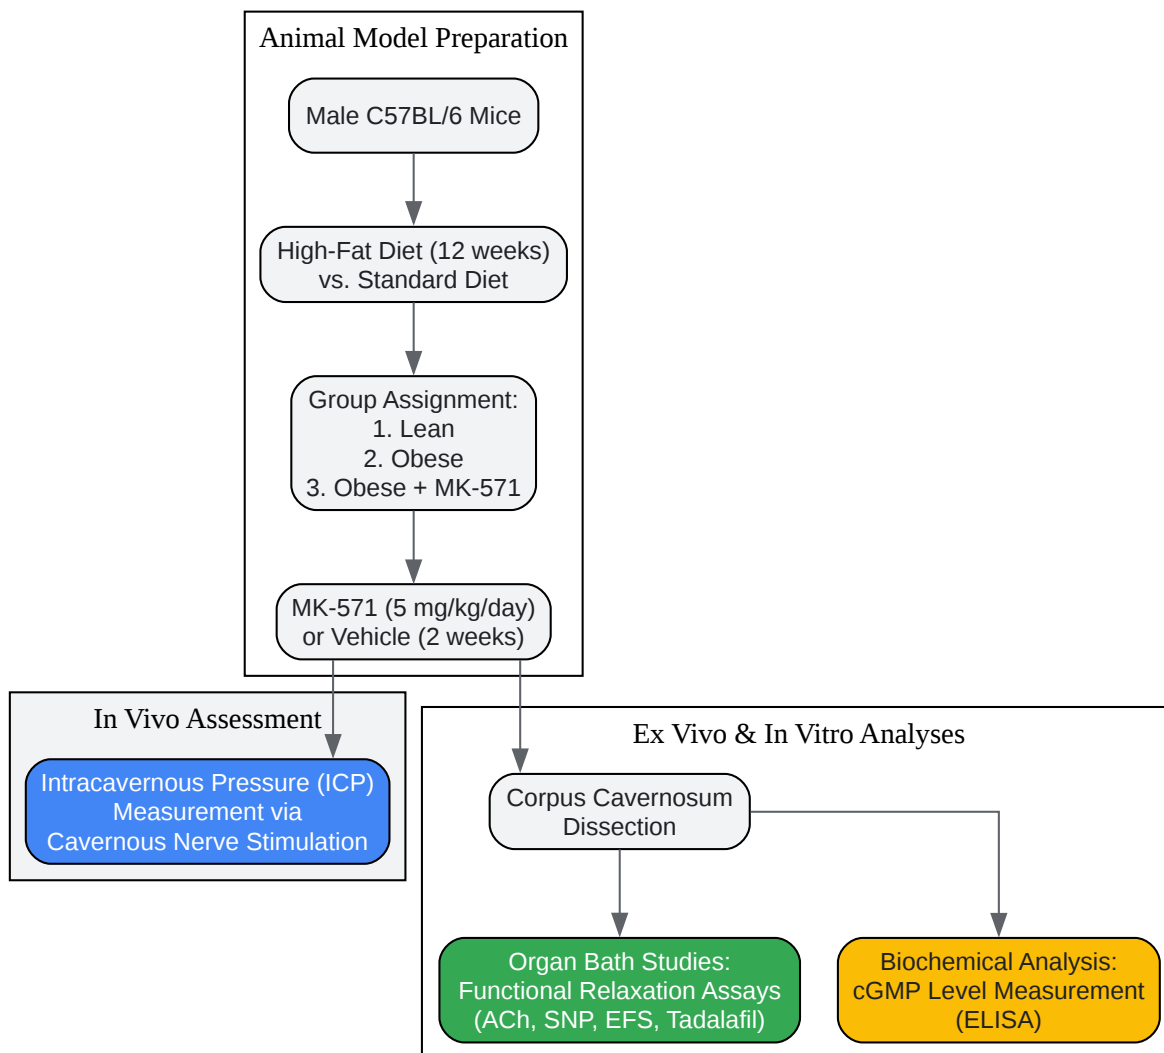 Animal Model Preparation
Male C57BL/6 Mice
High-Fat Diet (12 weeks)
vs. Standard Diet
Group Assignment:
1. Lean
2. Obese
3. Obese + MK-571
MK-571 (5 mg/kg/day)
or Vehicle (2 weeks)
In Vivo Assessment
Intracavernous Pressure (ICP)
Measurement via
Cavernous Nerve Stimulation
Ex Vivo & In Vitro Analyses
Corpus Cavernosum
Dissection
Organ Bath Studies:
Functional Relaxation Assays
(ACh, SNP, EFS, Tadalafil)
Biochemical Analysis:
cGMP Level Measurement
(ELISA)